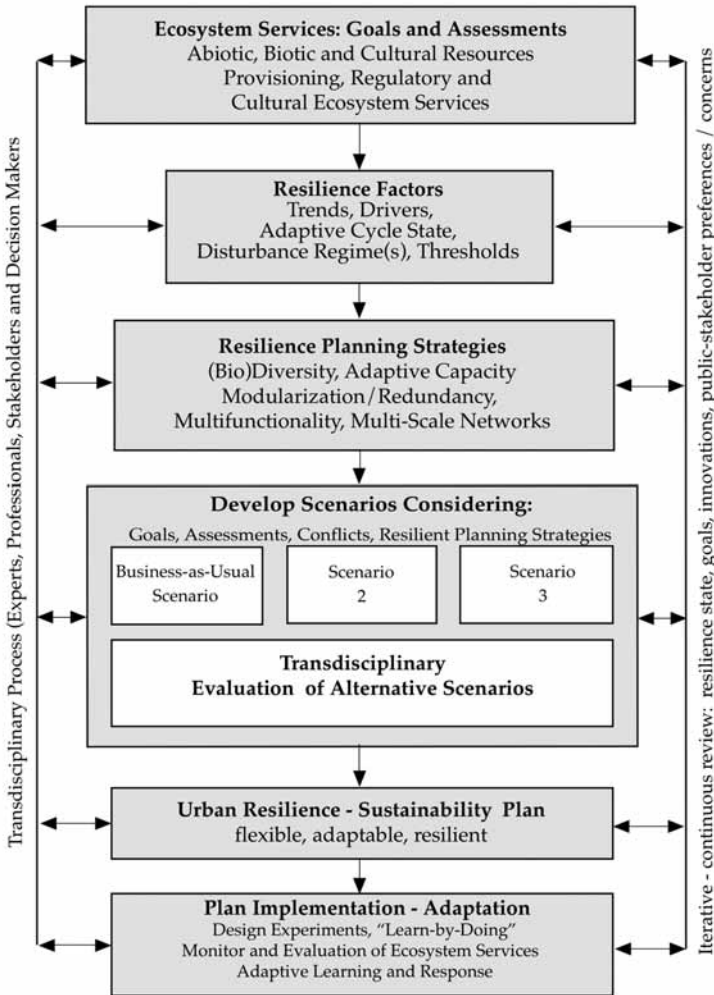 Ecosystem Services: Goals and Assessments
Abiotic, Biotic and Cultural Resources
Provisioning, Regulatory and
Cultural Ecosystem Services
Resilience Factors
Trends, Drivers,
Adaptive Cycle State,
Disturbance Regime(s), Thresholds
Resilience Planning Strategies
(Bio)Diversity, Adaptive Capacity
Modularization/Redundancy,
Multifunctionality, Multi-Scale Networks
Develop Scenarios Considering:
Goals, Assessments, Conflicts, Resilient Planning Strategies
Business-as-Usual
Scenario
Scenario
2
Scenario
3
Transdisciplinary
Evaluation of Alternative Scenarios
Urban Resilience - Sustainability Plan
flexible, adaptable, resilient
Plan Implementation - Adaptation
Design Experiments, “Learn-by-Doing”
Monitor and Evaluation of Ecosystem Services
Adaptive Learning and Response
Transdisciplinary Process (Experts, Professionals, Stakeholders and Decision Makers
Iterative - continuous review: resilience state, goals, innovations, public-stakeholder preferences / concerns